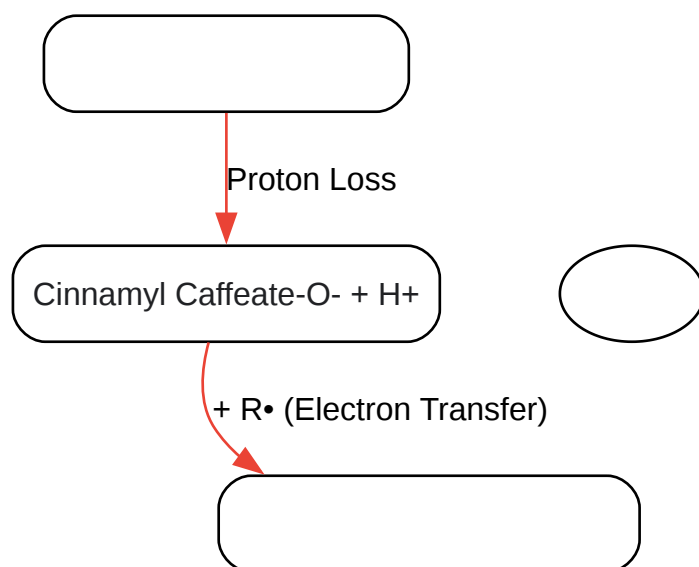 Proton Loss
Cinnamyl Caffeate-O- + H+
+ R• (Electron Transfer)